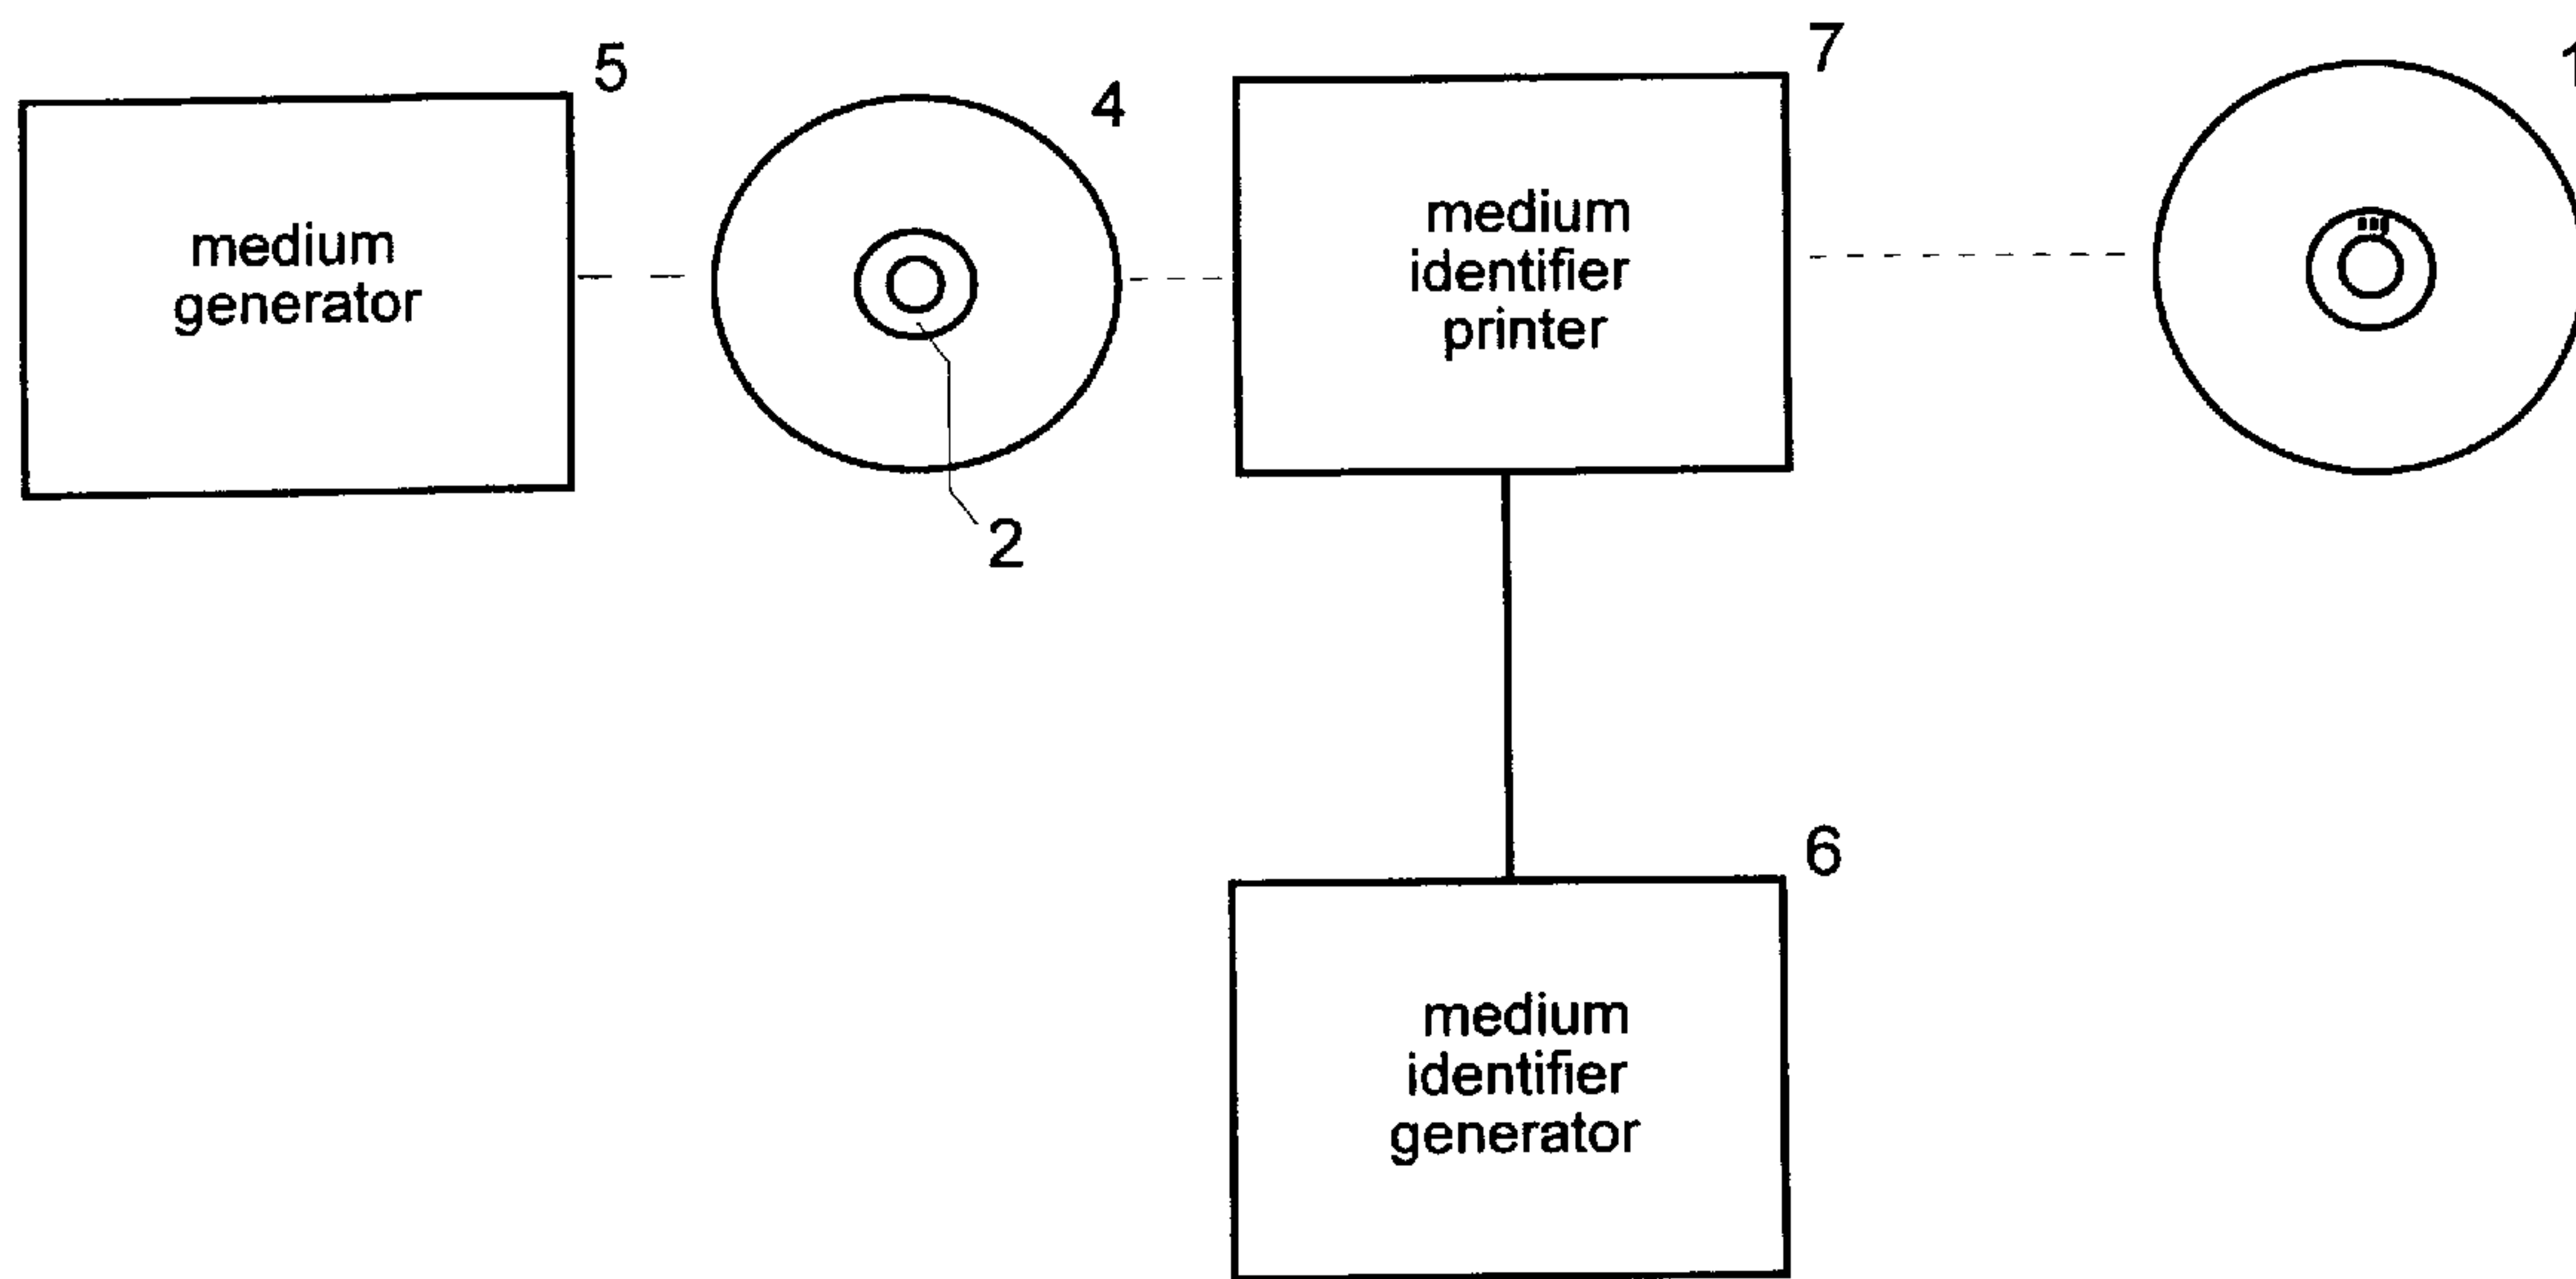 5
4
7
1
medium
generator
medium
identifier
printer
2
6
medium
identifier
generator